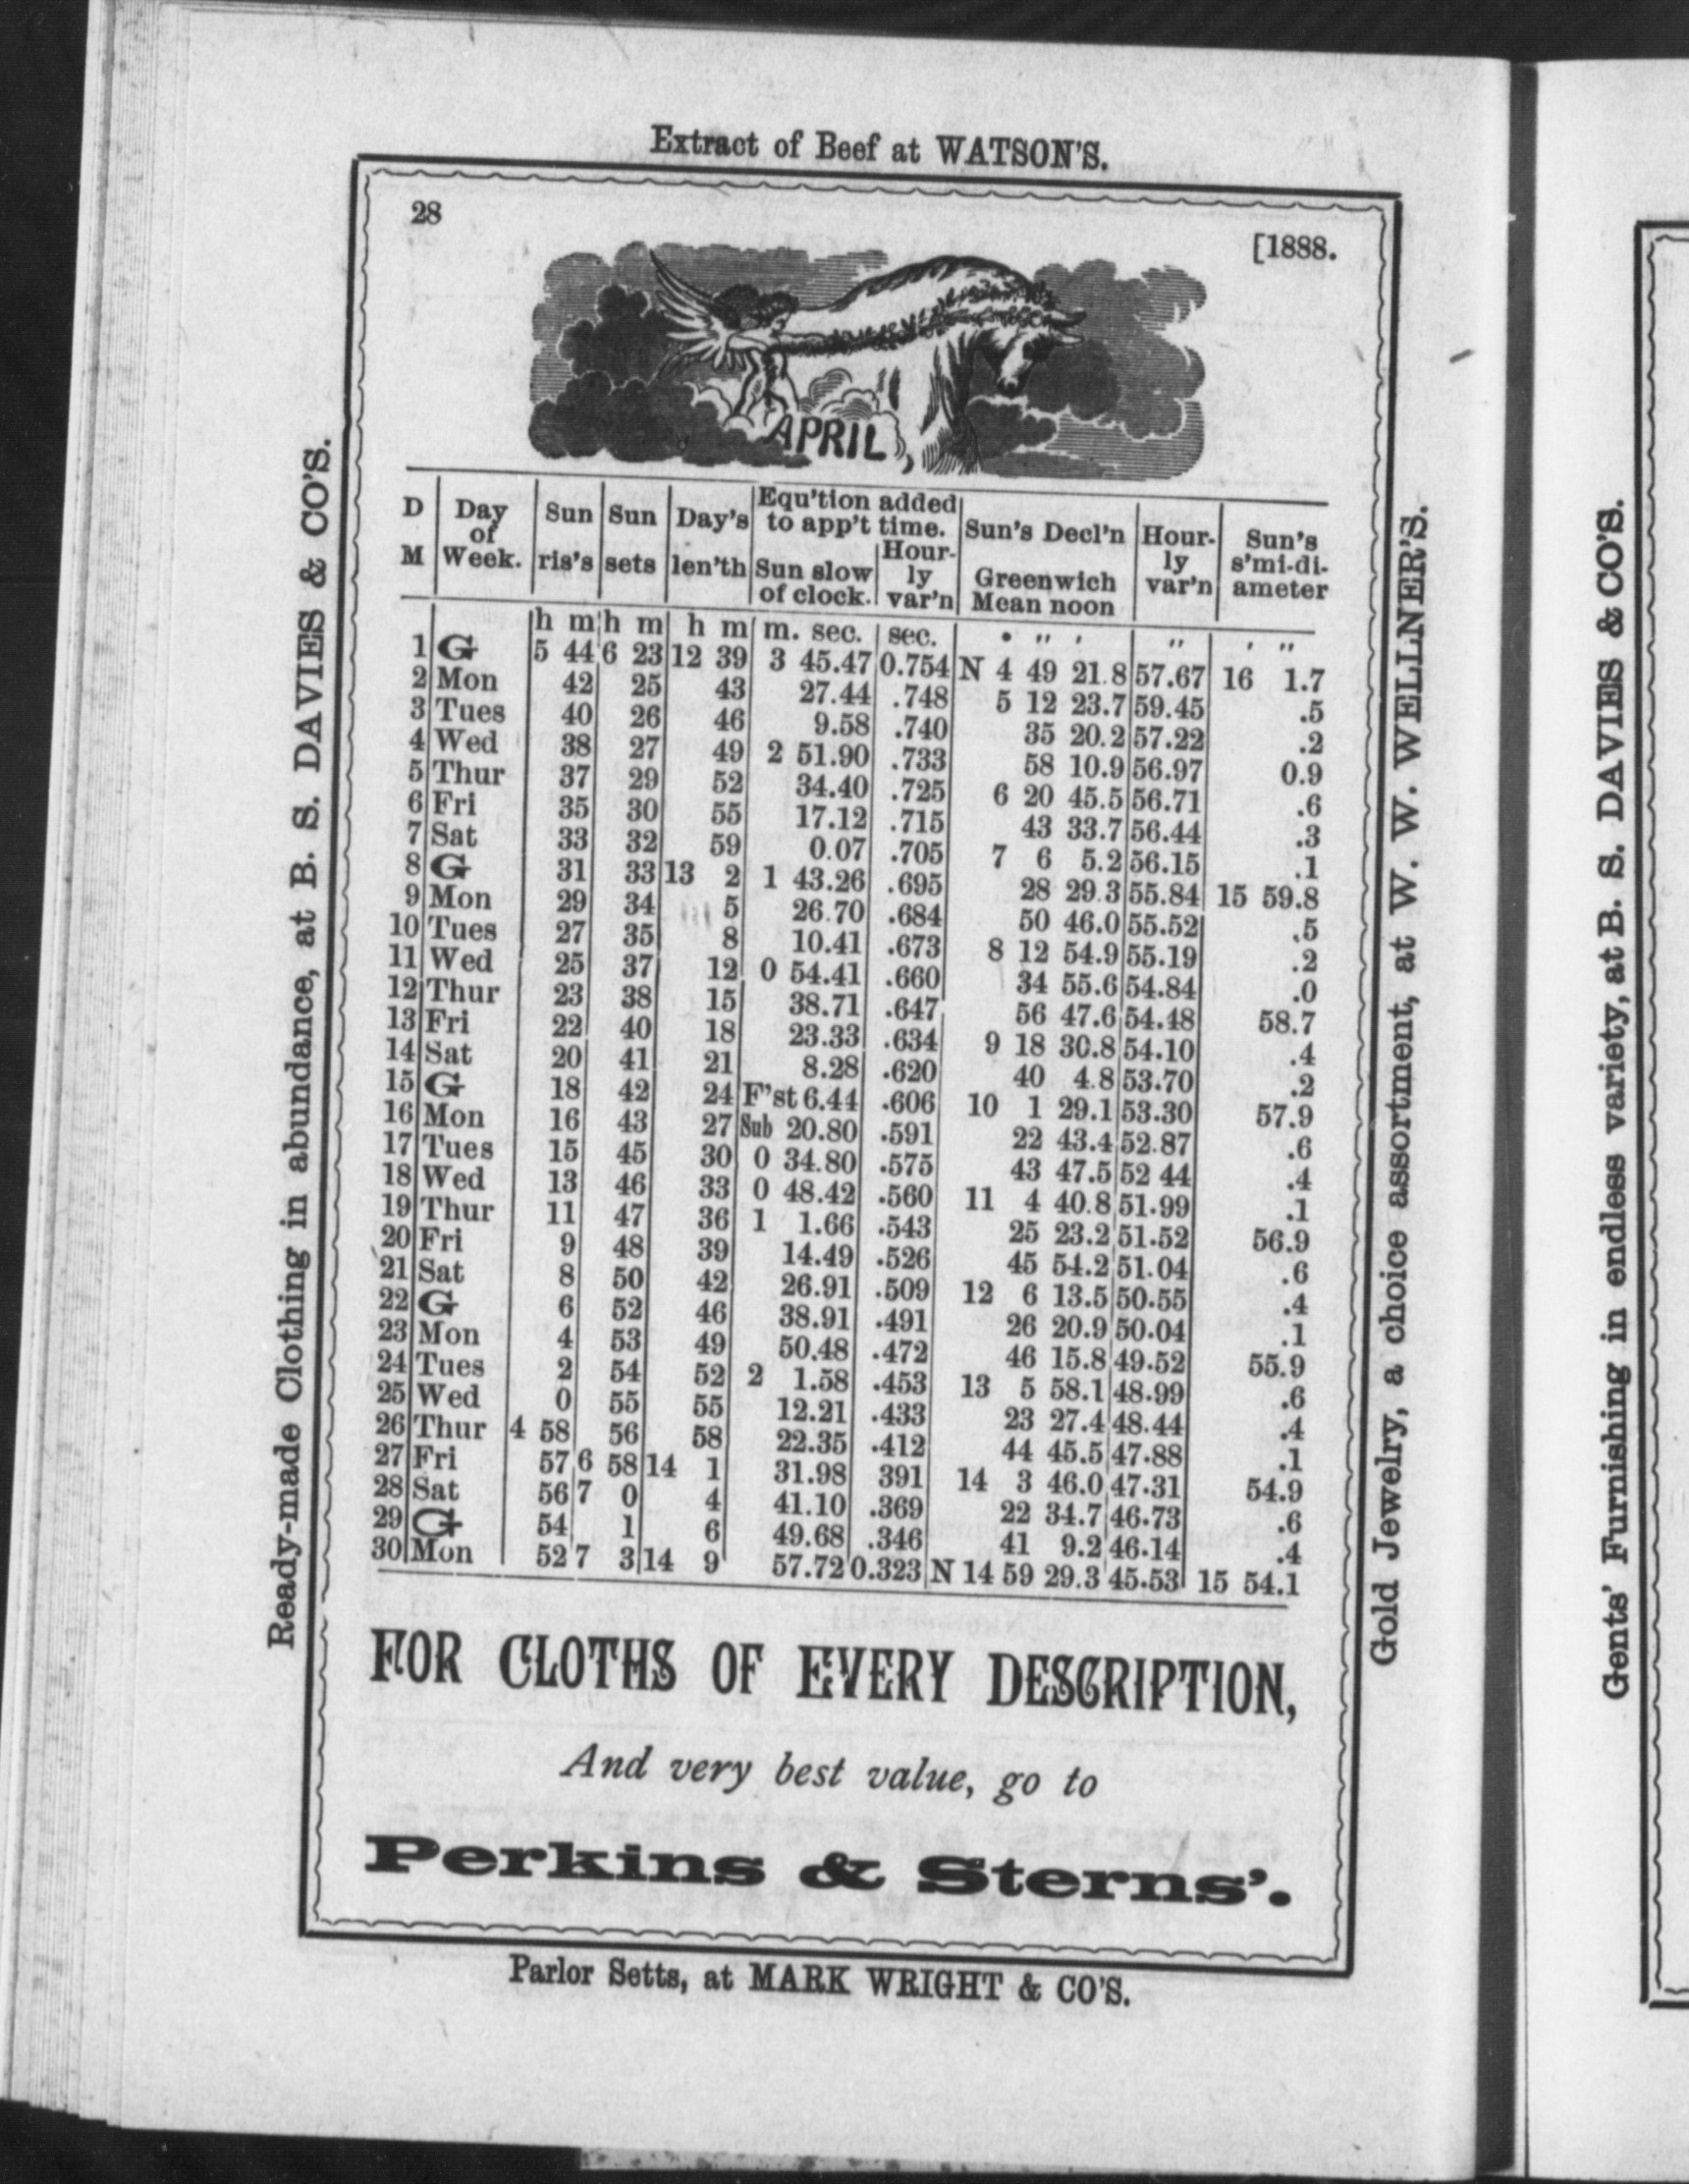 Extract of Beef at WATSON'S.
28
[1888.
APRIL,
D M | Day of Week. | Sun ris's | Sun sets | Day's len'th | Equ'tion added to app't time. Sun slow of clock. | Hour-ly var'n | Sun's Decl'n Greenwich Mean noon | Hour-ly var'n | Sun's s'mi-di-ameter
h m | h m | h m | m. sec. | sec. | ° ,, , | ,, | , ,,
1 G 5 44 6 23 12 39 3 45.47 0.754 N 4 49 21.8 57.67 16 1.7
2 Mon 42 25 43 27.44 .748 5 12 23.7 59.45 .5
3 Tues 40 26 46 9.58 .740 35 20.2 57.22 .2
4 Wed 38 27 49 2 51.90 .733 58 10.9 56.97 0.9
5 Thur 37 29 52 34.40 .725 6 20 45.5 56.71 .6
6 Fri 35 30 55 17.12 .715 43 33.7 56.44 .3
7 Sat 33 32 59 0.07 .705 7 6 5.2 56.15 .1
8 G 31 33 13 2 1 43.26 .695 28 29.3 55.84 15 59.8
9 Mon 29 34 5 26.70 .684 50 46.0 55.52 .5
10 Tues 27 35 8 10.41 .673 8 12 54.9 55.19 .2
11 Wed 25 37 12 0 54.41 .660 34 55.6 54.84 .0
12 Thur 23 38 15 38.71 .647 56 47.6 54.48 58.7
13 Fri 22 40 18 23.33 .634 9 18 30.8 54.10 .4
14 Sat 20 41 21 8.28 .620 40 4.8 53.70 .2
15 G 18 42 24 F'st 6.44 .606 10 1 29.1 53.30 57.9
16 Mon 16 43 27 Sub 20.80 .591 22 43.4 52.87 .6
17 Tues 15 45 30 0 34.80 .575 43 47.5 52 44 .4
18 Wed 13 46 33 0 48.42 .560 11 4 40.8 51.99 .1
19 Thur 11 47 36 1 1.66 .543 25 23.2 51.52 56.9
20 Fri 9 48 39 14.49 .526 45 54.2 51.04 .6
21 Sat 8 50 42 26.91 .509 12 6 13.5 50.55 .4
22 G 6 52 46 38.91 .491 26 20.9 50.04 .1
23 Mon 4 53 49 50.48 .472 46 15.8 49.52 55.9
24 Tues 2 54 52 2 1.58 .453 13 5 58.1 48.99 .6
25 Wed 0 55 55 12.21 .433 23 27.4 48.44 .4
26 Thur 4 58 56 58 22.35 .412 44 45.5 47.88 .1
27 Fri 57 6 58 14 1 31.98 391 14 3 46.0 47.31 54.9
28 Sat 56 7 0 4 41.10 .369 22 34.7 46.73 .6
29 G 54 1 6 49.68 .346 41 9.2 46.14 .4
30 Mon 52 7 3 14 9 57.72 0.323 N 14 59 29.3 45.53 15 54.1
FOR CLOTHS OF EVERY DESCRIPTION,
And very best value, go to
Perkins & Sterns'.
Parlor Setts, at MARK WRIGHT & CO'S.
Ready-made Clothing in abundance, at B. S. DAVIES & CO'S.
Gold Jewelry, a choice assortment, at W. W. WELLNER'S.
Gents' Furnishing in endless variety, at B. S. DAVIES & CO'S.